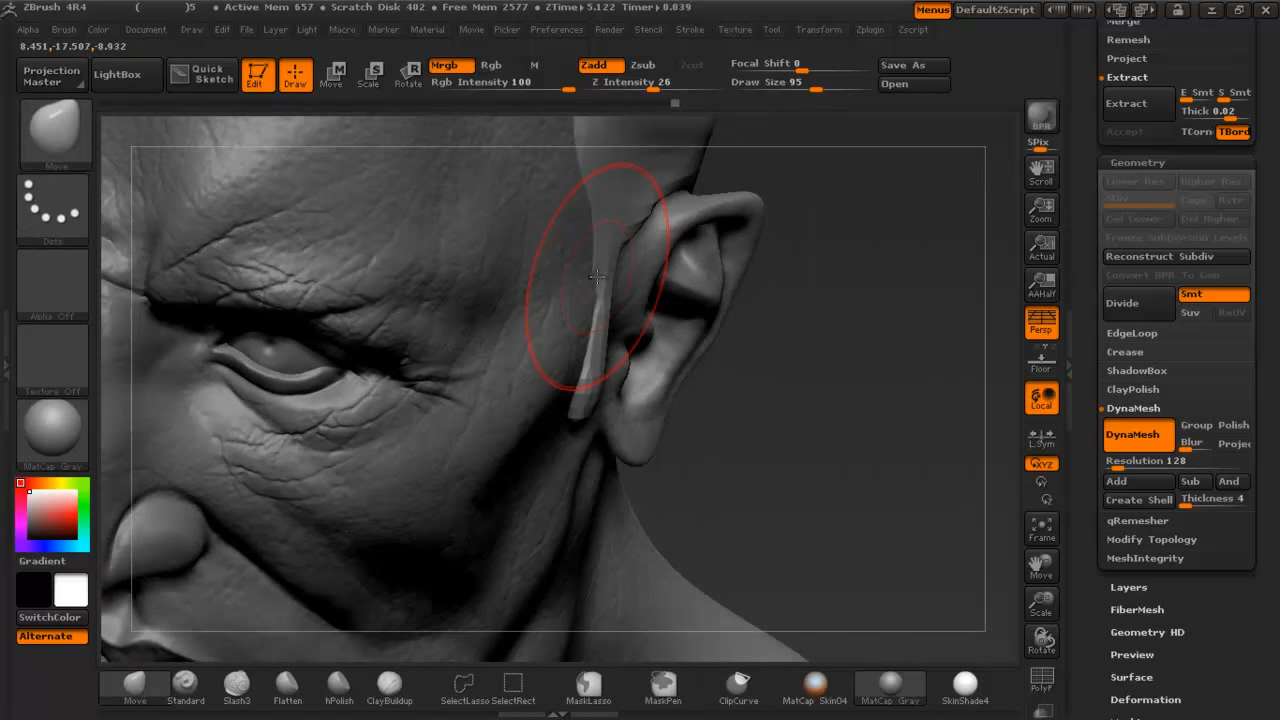 ZBrush 4R4 ( )5 • Active Mem 657 • Scratch Disk 402 • Free Mem 2577 • ZTime▸5.122 Timer▸0.039 Menus DefaultZScript
Alpha Brush Color Document Draw Edit File Layer Light Macro Marker Material Movie Picker Preferences Render Stencil Stroke Texture Tool Transform Zplugin Zscript
8.451,-17.507,-8.932
Projection Master
LightBox
Quick Sketch
Edit
Draw
Move
Scale
Rotate
Mrgb Rgb M
Rgb Intensity 100
Zadd Zsub Zcut
Z Intensity 26
Focal Shift 0
Draw Size 95
Save As
Open
Move
Dots
Alpha Off
Texture Off
MatCap Gray
Gradient
SwitchColor
Alternate
BPR
SPix
Scroll
Zoom
Actual
AAHalf
Persp
Floor
Local
L.Sym
XYZ
Frame
Move
Scale
Rotate
PolyF
Merge
Remesh
Project
Extract
Extract E Smt S Smt
Thick 0.02
Accept TCorn TBord
Geometry
Lower Res Higher Res
SDiv Cage Rstr
Del Lower Del Higher
Freeze SubDivision Levels
Reconstruct Subdiv
Convert BPR To Geo
Divide Smt
Suv ReUV
EdgeLoop
Crease
ShadowBox
ClayPolish
DynaMesh
DynaMesh Group Polish
Blur Projec
Resolution 128
Add Sub And
Create Shell Thickness 4
qRemesher
Modify Topology
MeshIntegrity
Layers
FiberMesh
Geometry HD
Preview
Surface
Deformation
Move Standard Slash3 Flatten hPolish ClayBuildup SelectLasso SelectRect MaskLasso MaskPen ClipCurve MatCap Skin04 MatCap Gray SkinShade4